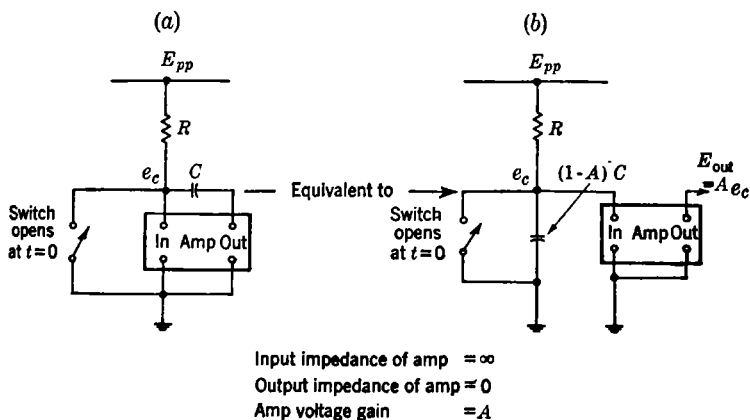 (a)
(b)
E_pp
E_pp
R
R
e_c C
Equivalent to
e_c (1-A) C
E_out
=A e_c
Switch
opens
at t=0
In Amp Out
Switch
opens
at t=0
In Amp Out
Input impedance of amp =∞
Output impedance of amp = 0
Amp voltage gain =A